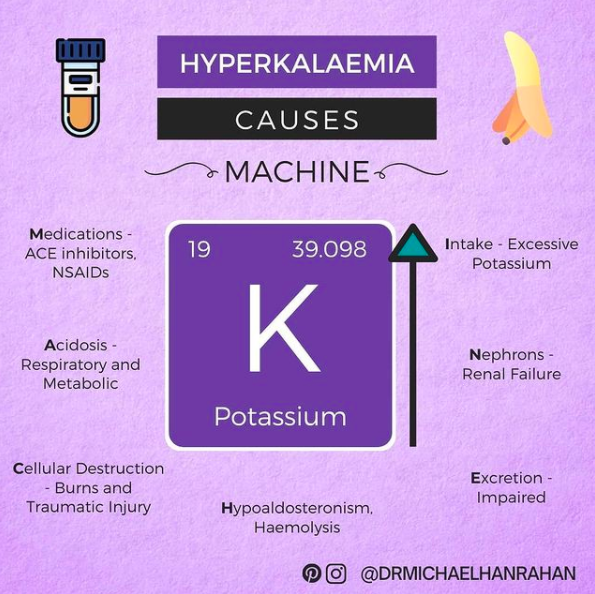 HYPERKALAEMIA
CAUSES
MACHINE
Medications -
ACE inhibitors,
NSAIDs
Acidosis -
Respiratory and
Metabolic
Cellular Destruction
- Burns and
Traumatic Injury
19
39.098
K
Potassium
Hypoaldosteronism,
Haemolysis
Intake - Excessive
Potassium
Nephrons -
Renal Failure
Excretion -
Impaired
@DRMICHAELHANRAHAN